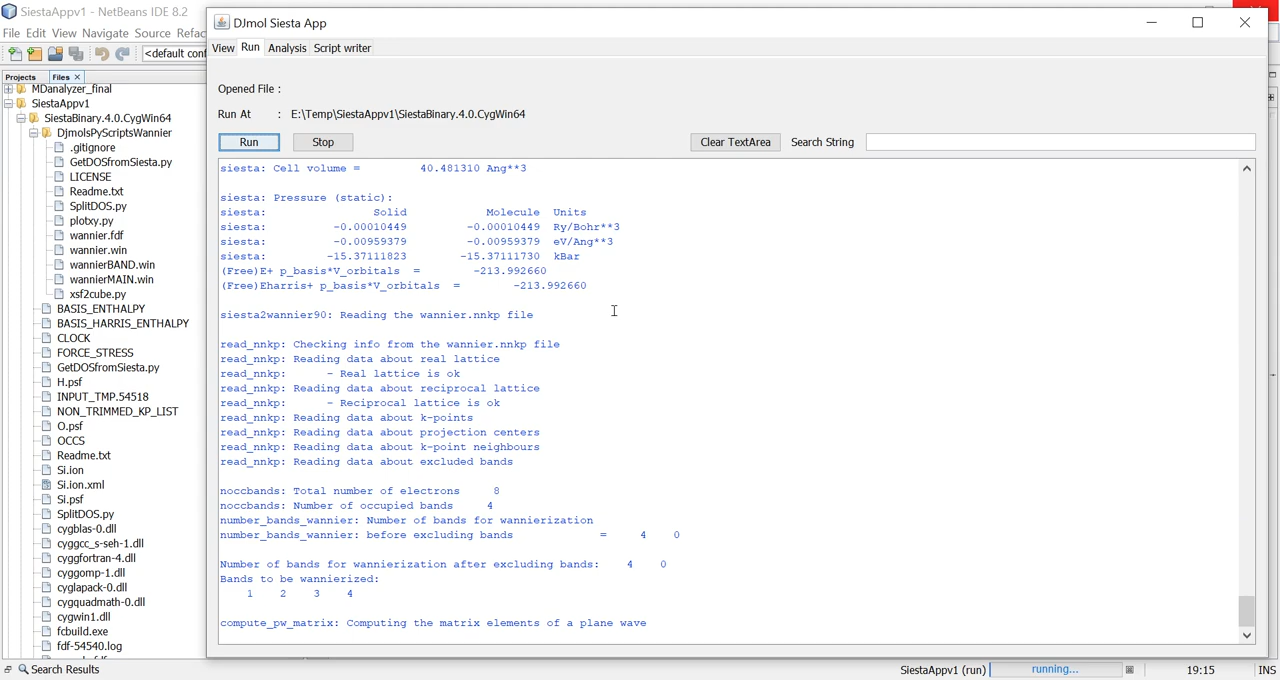 SiestaAppv1 - NetBeans IDE 8.2
File Edit View Navigate Source Refac
<default conf
Projects Files
MDanalyzer_final
SiestaAppv1
SiestaBinary.4.0.CygWin64
DjmolsPyScriptsWannier
.gitignore
GetDOSfromSiesta.py
LICENSE
Readme.txt
SplitDOS.py
plotxy.py
wannier.fdf
wannier.win
wannierBAND.win
wannierMAIN.win
xsf2cube.py
BASIS_ENTHALPY
BASIS_HARRIS_ENTHALPY
CLOCK
FORCE_STRESS
GetDOSfromSiesta.py
H.psf
INPUT_TMP.54518
NON_TRIMMED_KP_LIST
O.psf
OCCS
Readme.txt
Si.ion
Si.ion.xml
Si.psf
SplitDOS.py
cygblas-0.dll
cyggcc_s-seh-1.dll
cyggfortran-4.dll
cyggomp-1.dll
cyglapack-0.dll
cygquadmath-0.dll
cygwin1.dll
fcbuild.exe
fdf-54540.log
DJmol Siesta App
View Run Analysis Script writer
Opened File :
Run At : E:\Temp\SiestaAppv1\SiestaBinary.4.0.CygWin64
Run Stop Clear TextArea Search String
siesta: Cell volume = 40.481310 Ang**3
siesta: Pressure (static):
siesta: Solid Molecule Units
siesta: -0.00010449 -0.00010449 Ry/Bohr**3
siesta: -0.00959379 -0.00959379 eV/Ang**3
siesta: -15.37111823 -15.37111730 kBar
(Free)E+ p_basis*V_orbitals = -213.992660
(Free)Eharris+ p_basis*V_orbitals = -213.992660
siesta2wannier90: Reading the wannier.nnkp file
read_nnkp: Checking info from the wannier.nnkp file
read_nnkp: Reading data about real lattice
read_nnkp: - Real lattice is ok
read_nnkp: Reading data about reciprocal lattice
read_nnkp: - Reciprocal lattice is ok
read_nnkp: Reading data about k-points
read_nnkp: Reading data about projection centers
read_nnkp: Reading data about k-point neighbours
read_nnkp: Reading data about excluded bands
noccbands: Total number of electrons 8
noccbands: Number of occupied bands 4
number_bands_wannier: Number of bands for wannierization
number_bands_wannier: before excluding bands = 4 0
Number of bands for wannierization after excluding bands: 4 0
Bands to be wannierized:
1 2 3 4
compute_pw_matrix: Computing the matrix elements of a plane wave
Search Results SiestaAppv1 (run) running... 19:15 INS